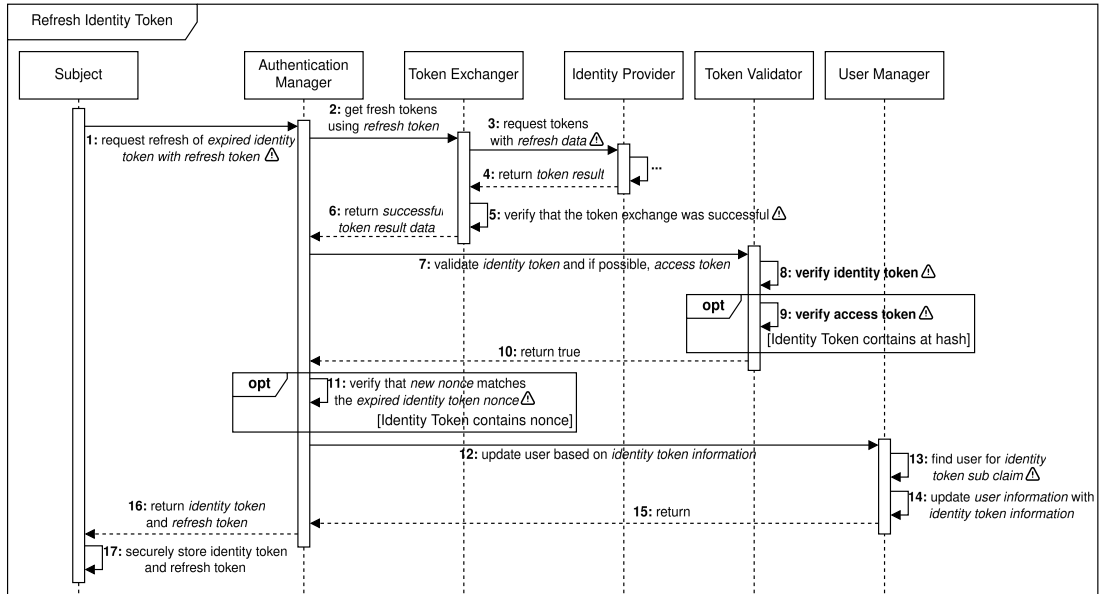 Refresh Identity Token
Subject
Authentication
Manager
Token Exchanger
Identity Provider
Token Validator
User Manager
1: request refresh of expired identity
token with refresh token
2: get fresh tokens
using refresh token
3: request tokens
with refresh data
...
4: return token result
5: verify that the token exchange was successful
6: return successful
token result data
7: validate identity token and if possible, access token
8: verify identity token
opt
9: verify access token
[Identity Token contains at hash]
10: return true
opt
11: verify that new nonce matches
the expired identity token nonce
[Identity Token contains nonce]
12: update user based on identity token information
13: find user for identity
token sub claim
14: update user information with
identity token information
15: return
16: return identity token
and refresh token
17: securely store identity token
and refresh token